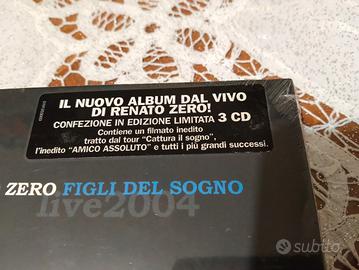 IL NUOVO ALBUM DAL VIVO
DI RENATO ZERO!
CONFEZIONE IN EDIZIONE LIMITATA 3 CD
Contiene un filmato inedito
tratto dal tour "Cattura il sogno",
l'inedito "AMICO ASSOLUTO" e tutti i più grandi successi.
ZERO FIGLI DEL SOGNO
live2004
subito